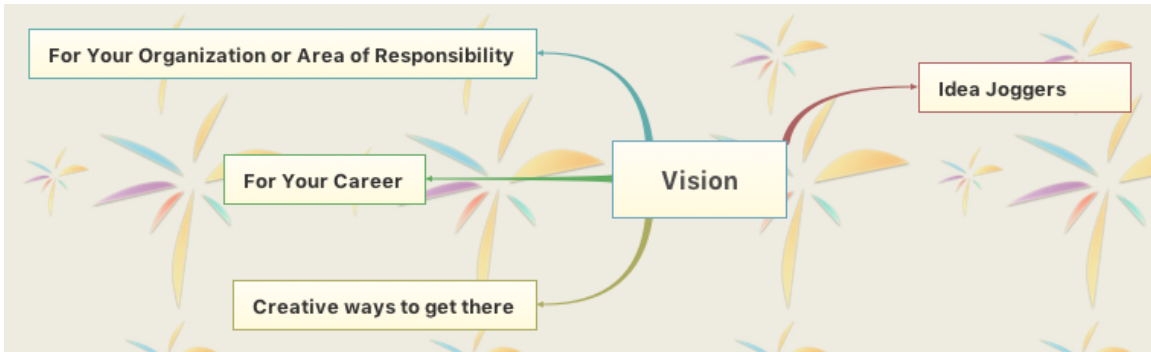 For Your Organization or Area of Responsibility
Idea Joggers
For Your Career
Vision
Creative ways to get there